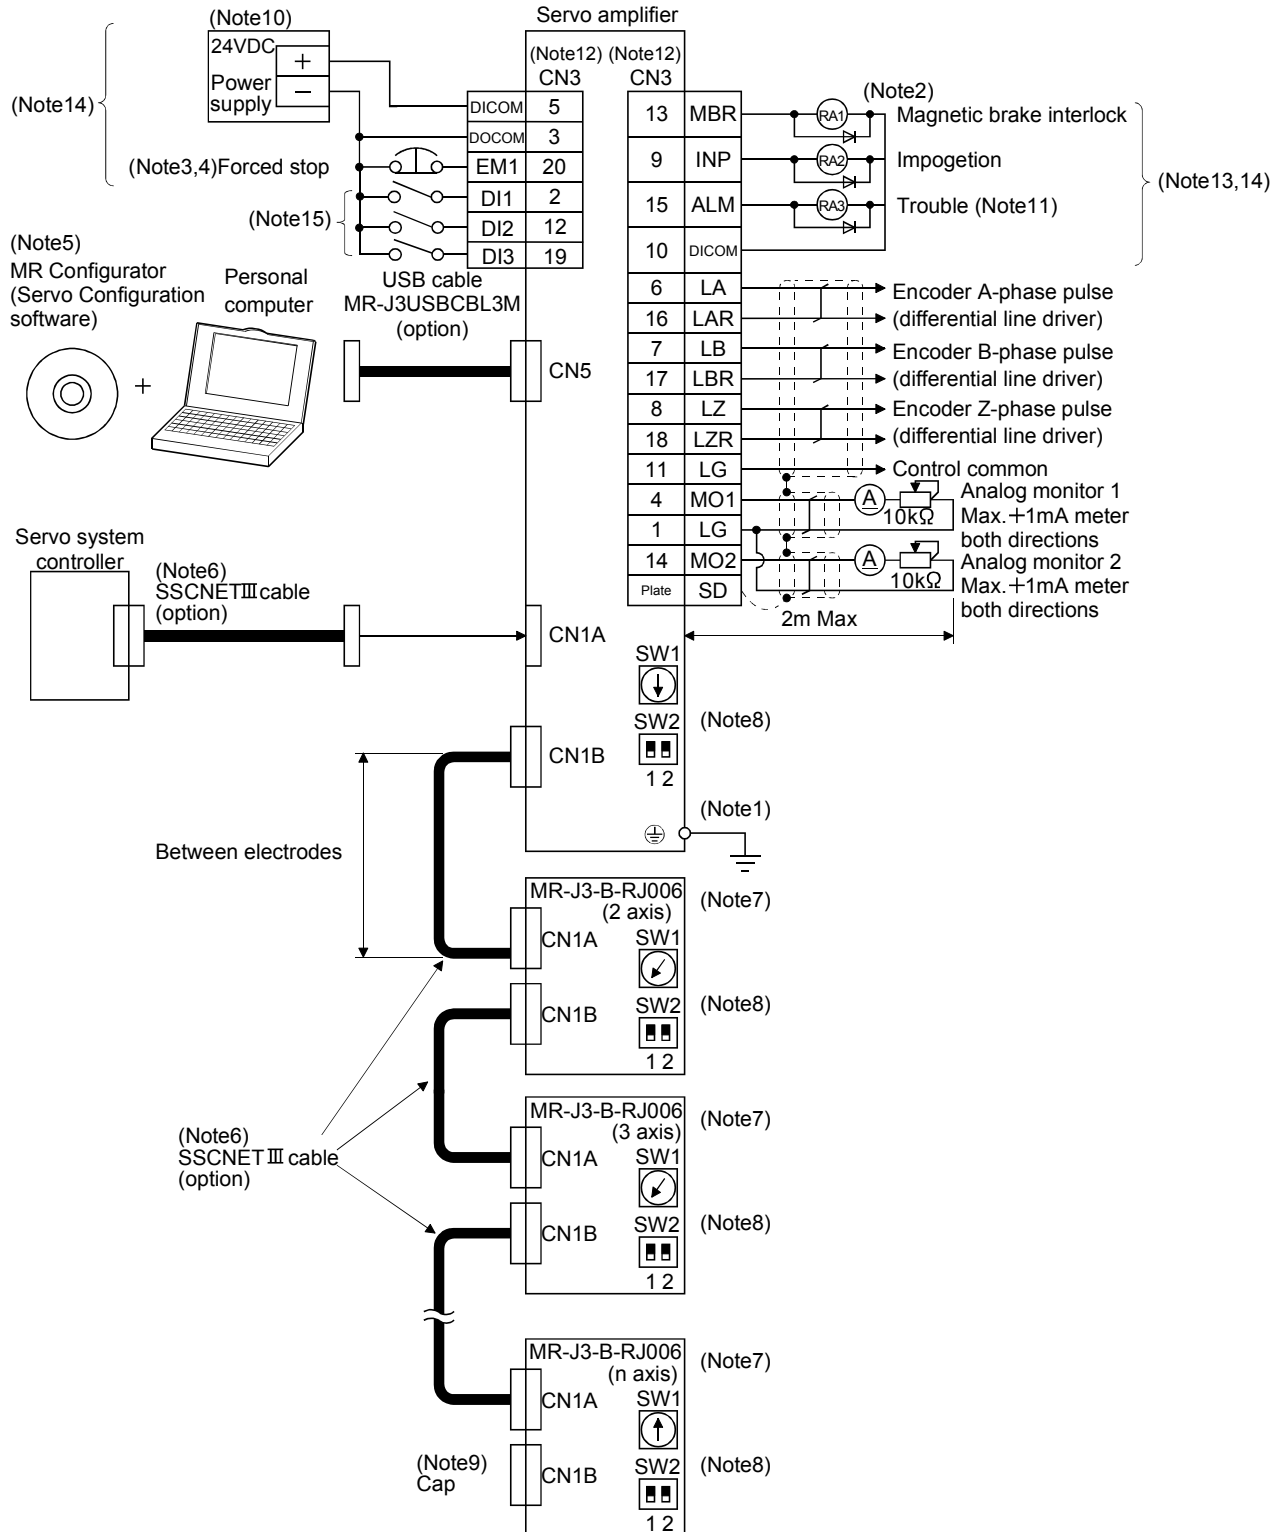 Servo amplifier
(Note10)
24VDC
+
Power
supply
−
(Note14)
(Note12) (Note12)
CN3 CN3
DICOM 5
DOCOM 3
(Note3,4)Forced stop EM1 20
DI1 2
(Note15)
DI2 12
DI3 19
13 MBR
9 INP
15 ALM
10 DICOM
6 LA
16 LAR
7 LB
17 LBR
8 LZ
18 LZR
11 LG
4 MO1
1 LG
14 MO2
Plate SD
(Note2)
RA1 Magnetic brake interlock
RA2 Impogetion
RA3 Trouble (Note11)
(Note13,14)
Encoder A-phase pulse
(differential line driver)
Encoder B-phase pulse
(differential line driver)
Encoder Z-phase pulse
(differential line driver)
Control common
A 10kΩ
Analog monitor 1
Max.+1mA meter
both directions
A 10kΩ
Analog monitor 2
Max.+1mA meter
both directions
2m Max
(Note5)
MR Configurator
(Servo Configuration
software)
+
Personal
computer
USB cable
MR-J3USBCBL3M
(option)
CN5
Servo system
controller
(Note6)
SSCNETⅢ cable
(option)
CN1A
SW1
SW2 (Note8)
1 2
CN1B
(Note1)
Between electrodes
MR-J3-B-RJ006 (Note7)
(2 axis)
CN1A SW1
CN1B SW2 (Note8)
1 2
(Note6)
SSCNETⅢ cable
(option)
MR-J3-B-RJ006 (Note7)
(3 axis)
CN1A SW1
CN1B SW2 (Note8)
1 2
MR-J3-B-RJ006 (Note7)
(n axis)
CN1A SW1
(Note9)
Cap
CN1B SW2 (Note8)
1 2